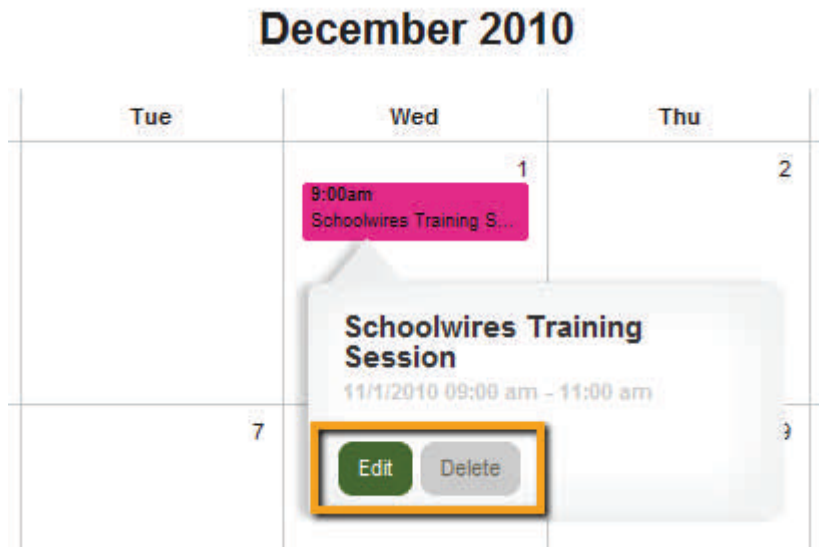 December 2010
Tue Wed Thu
1 2
9:00am
Schoolwires Training S...
Schoolwires Training
Session
11/1/2010 09:00 am - 11:00 am
7 9
Edit Delete